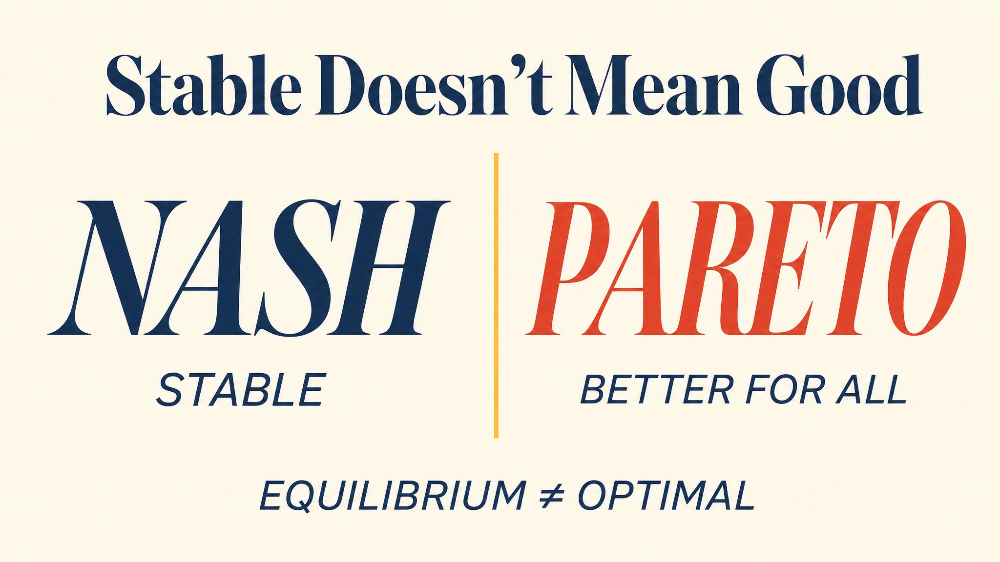 Stable Doesn’t Mean Good
NASH
STABLE
PARETO
BETTER FOR ALL
EQUILIBRIUM ≠ OPTIMAL